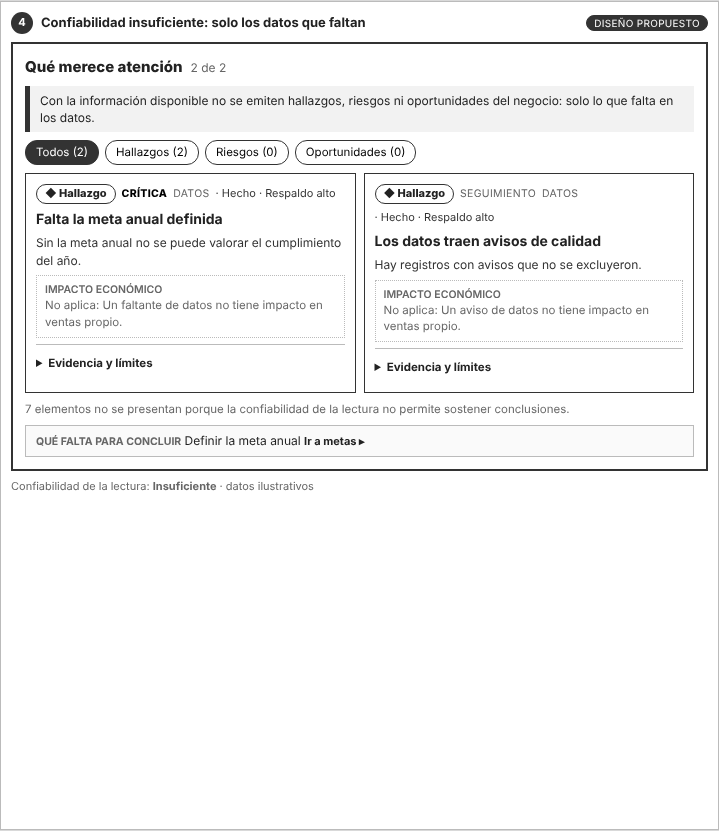 4 Confiabilidad insuficiente: solo los datos que faltan
DISEÑO PROPUESTO
Qué merece atención 2 de 2
Con la información disponible no se emiten hallazgos, riesgos ni oportunidades del negocio: solo lo que falta en
los datos.
Todos (2) Hallazgos (2) Riesgos (0) Oportunidades (0)
◆ Hallazgo CRÍTICA DATOS · Hecho · Respaldo alto
Falta la meta anual definida
Sin la meta anual no se puede valorar el cumplimiento
del año.
IMPACTO ECONÓMICO
No aplica: Un faltante de datos no tiene impacto en
ventas propio.
▶ Evidencia y límites
◆ Hallazgo SEGUIMIENTO DATOS
· Hecho · Respaldo alto
Los datos traen avisos de calidad
Hay registros con avisos que no se excluyeron.
IMPACTO ECONÓMICO
No aplica: Un aviso de datos no tiene impacto en
ventas propio.
▶ Evidencia y límites
7 elementos no se presentan porque la confiabilidad de la lectura no permite sostener conclusiones.
QUÉ FALTA PARA CONCLUIR Definir la meta anual Ir a metas ▸
Confiabilidad de la lectura: Insuficiente · datos ilustrativos